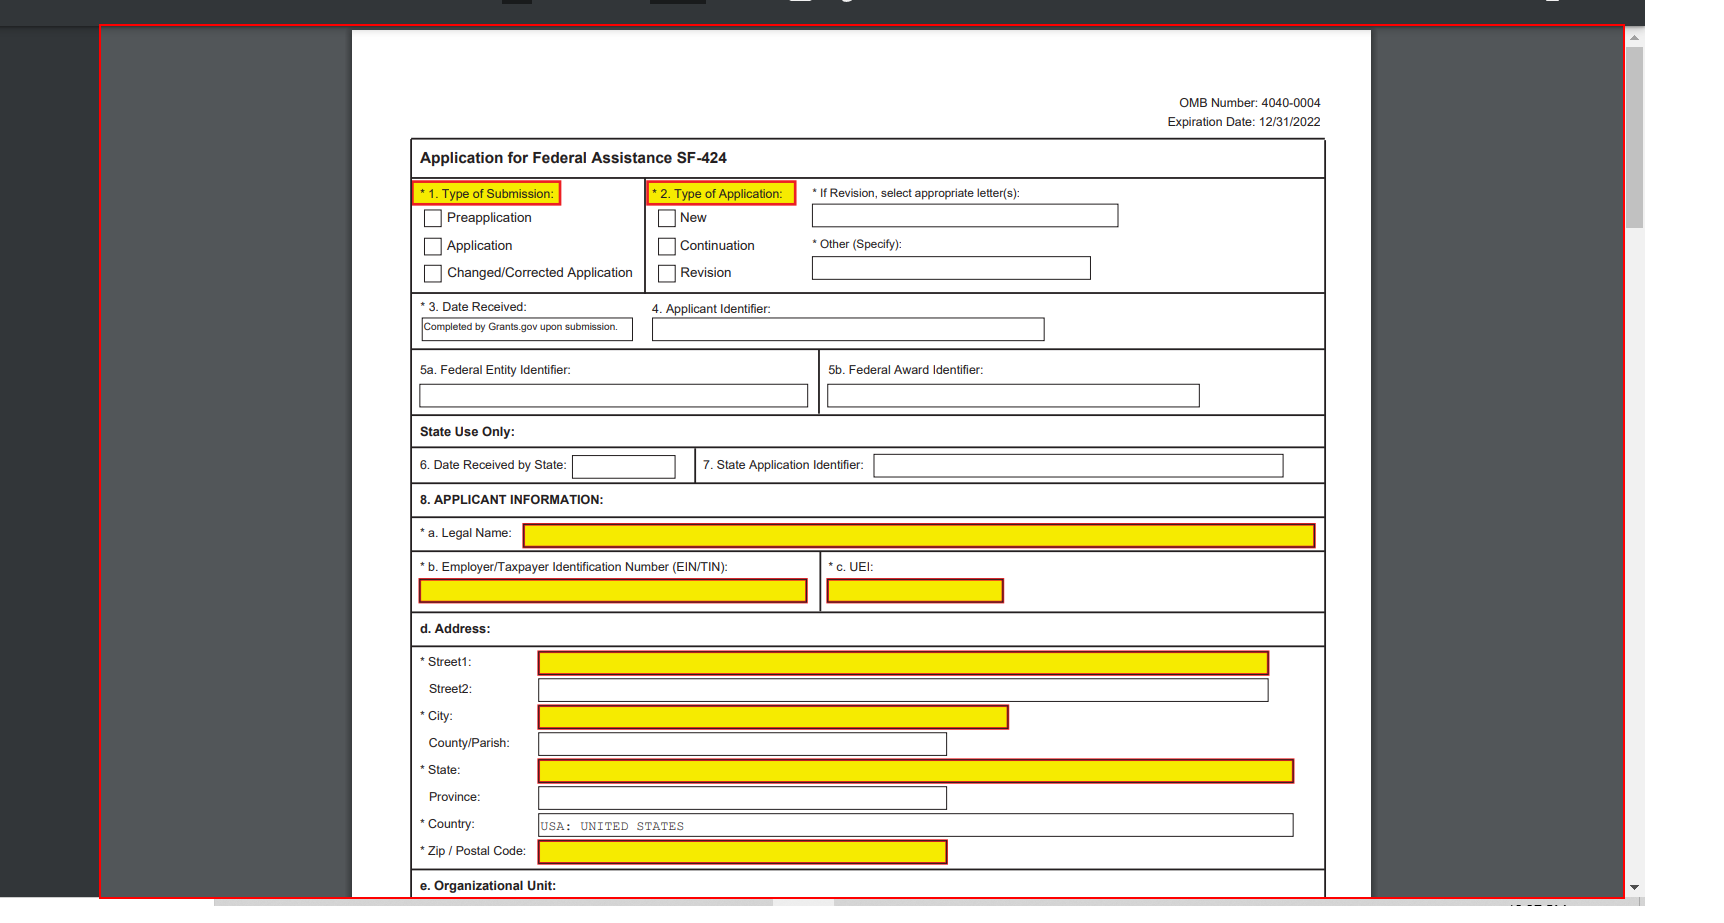 OMB Number: 4040-0004
Expiration Date: 12/31/2022
Application for Federal Assistance SF-424
* 1. Type of Submission:
* 2. Type of Application:
* If Revision, select appropriate letter(s):
Preapplication
New
Application
Continuation
* Other (Specify):
Changed/Corrected Application
Revision
* 3. Date Received:
4. Applicant Identifier:
Completed by Grants.gov upon submission.
5a. Federal Entity Identifier:
5b. Federal Award Identifier:
State Use Only:
6. Date Received by State:
7. State Application Identifier:
8. APPLICANT INFORMATION:
* a. Legal Name:
* b. Employer/Taxpayer Identification Number (EIN/TIN):
* c. UEI:
d. Address:
* Street1:
Street2:
* City:
County/Parish:
* State:
Province:
* Country:
USA: UNITED STATES
* Zip / Postal Code:
e. Organizational Unit: